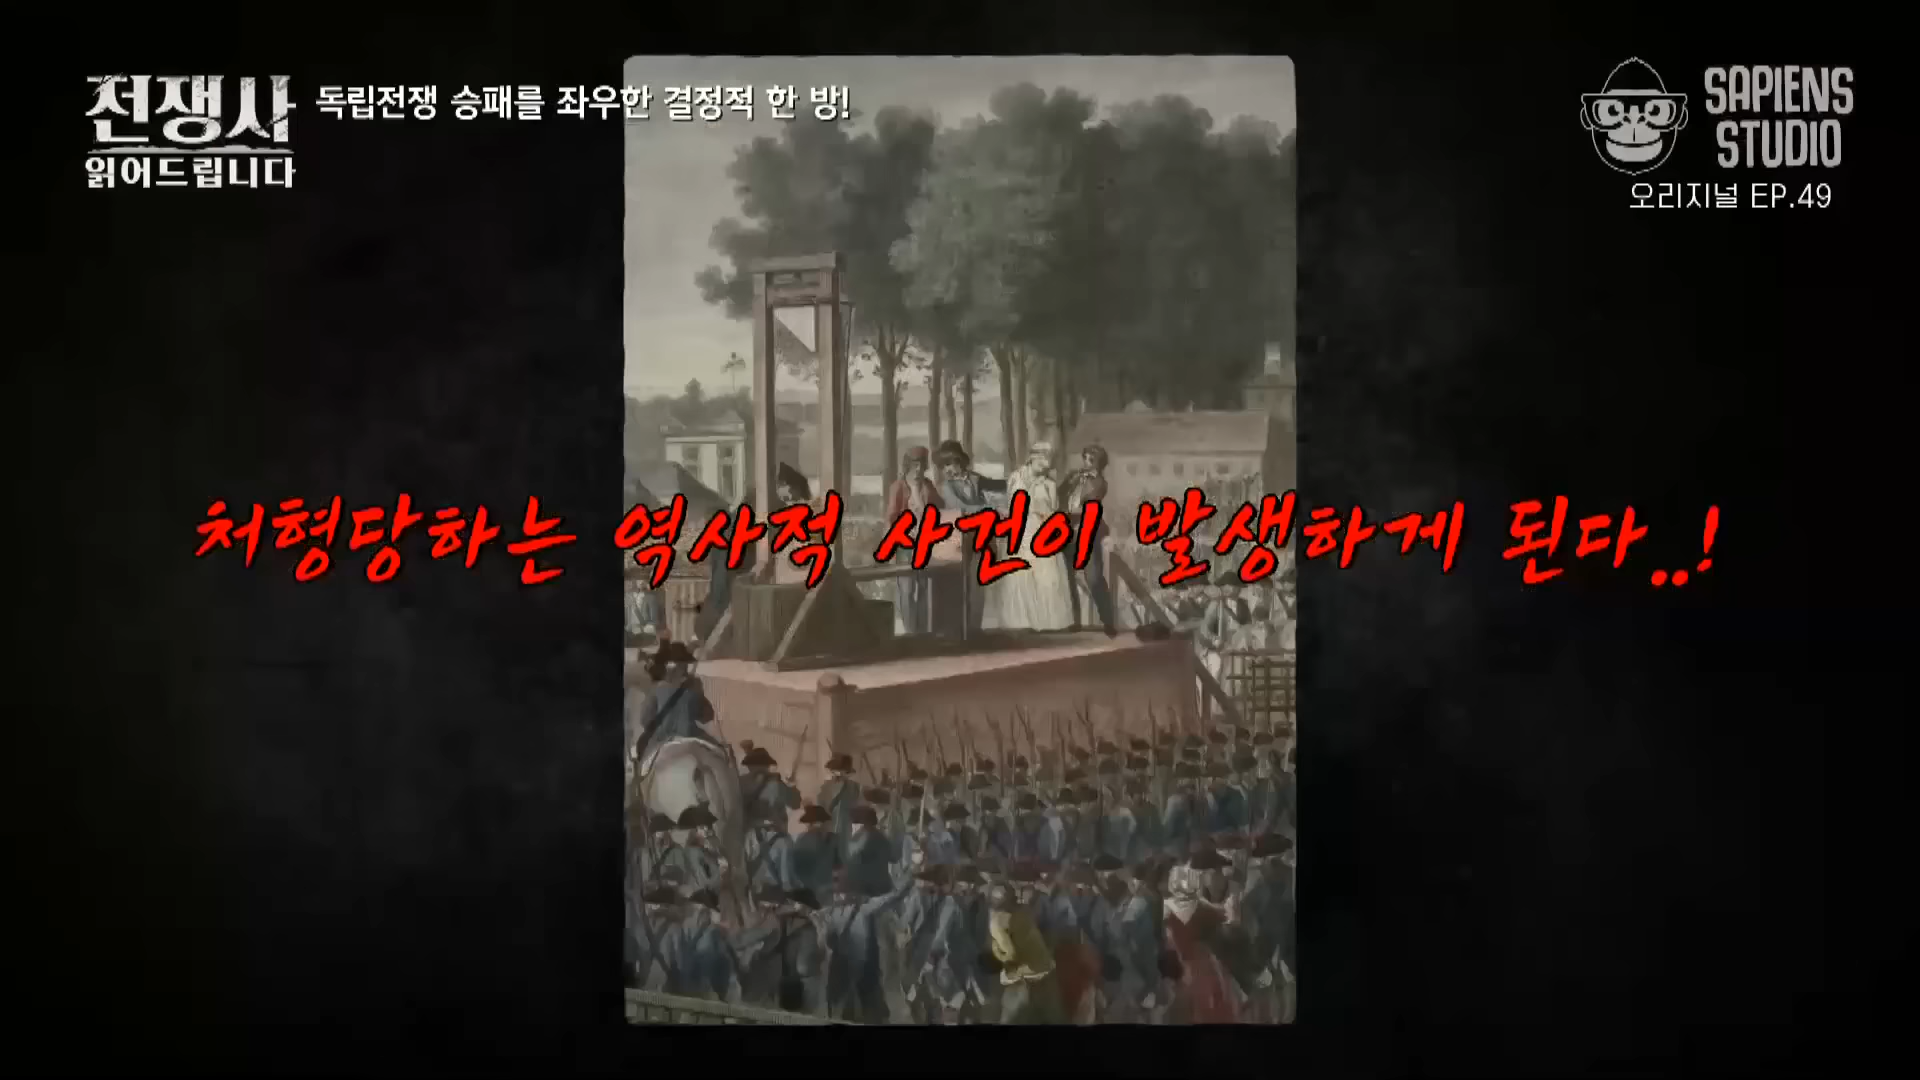 전쟁사
읽어드립니다
독립전쟁 승패를 좌우한 결정적 한 방!
SAPIENS
STUDIO
오리지널 EP.49
처형당하는 역사적 사건이 발생하게 된다..!